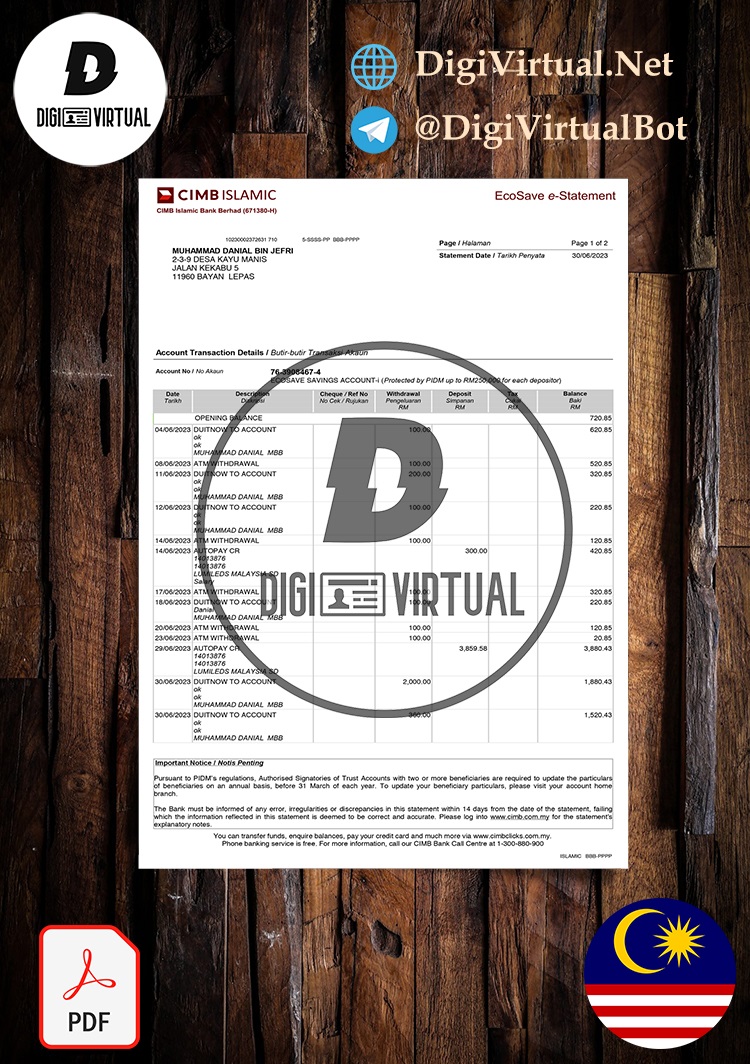 DIGI VIRTUAL
DigiVirtual.Net
@DigiVirtualBot
CIMB ISLAMIC
EcoSave e-Statement
CIMB Islamic Bank Berhad (671380-H)
10230002372631 710 5-SSSS-PP BBB-PPPP
MUHAMMAD DANIAL BIN JEFRI
2-3-9 DESA KAYU MANIS
JALAN KEKABU 5
11960 BAYAN LEPAS
Page / Halaman Page 1 of 2
Statement Date / Tarikh Penyata 30/06/2023
Account Transaction Details / Butir-butir Transaksi Akaun
Account No / No Akaun 76-3908467-4
ECOSAVE SAVINGS ACCOUNT-i (Protected by PIDM up to RM250,000 for each depositor)
Date Description Cheque / Ref No Withdrawal Deposit Tax Balance
Tarikh Diskripsi No Cek / Rujukan Pengeluaran Simpanan Cukai Baki
RM RM RM RM
OPENING BALANCE 720.85
04/06/2023 DUITNOW TO ACCOUNT 100.00 620.85
ok
ok
MUHAMMAD DANIAL MBB
08/06/2023 ATM WITHDRAWAL 100.00 520.85
11/06/2023 DUITNOW TO ACCOUNT 200.00 320.85
ok
ok
MUHAMMAD DANIAL MBB
12/06/2023 DUITNOW TO ACCOUNT 100.00 220.85
ok
ok
MUHAMMAD DANIAL MBB
14/06/2023 ATM WITHDRAWAL 100.00 120.85
14/06/2023 AUTOPAY CR 300.00 420.85
14013876
14013876
LUMILEDS MALAYSIA SD
Salary
17/06/2023 ATM WITHDRAWAL 100.00 320.85
18/06/2023 DUITNOW TO ACCOUNT 100.00 220.85
Danial
MUHAMMAD DANIAL MBB
20/06/2023 ATM WITHDRAWAL 100.00 120.85
23/06/2023 ATM WITHDRAWAL 100.00 20.85
29/06/2023 AUTOPAY CR 3,859.58 3,880.43
14013876
14013876
LUMILEDS MALAYSIA SD
30/06/2023 DUITNOW TO ACCOUNT 2,000.00 1,880.43
ok
ok
MUHAMMAD DANIAL MBB
30/06/2023 DUITNOW TO ACCOUNT 360.00 1,520.43
ok
ok
MUHAMMAD DANIAL MBB
DIGI VIRTUAL
Important Notice / Notis Penting
Pursuant to PIDM's regulations, Authorised Signatories of Trust Accounts with two or more beneficiaries are required to update the particulars
of beneficiaries on an annual basis, before 31 March of each year. To update your beneficiary particulars, please visit your account home
branch.
The Bank must be informed of any error, irregularities or discrepancies in this statement within 14 days from the date of the statement, failing
which the information reflected in this statement is deemed to be correct and accurate. Please log into www.cimb.com.my for the statement's
explanatory notes.
You can transfer funds, enquire balances, pay your credit card and much more via www.cimbclicks.com.my.
Phone banking service is free. For more information, call our CIMB Bank Call Centre at 1-300-880-900
ISLAMIC BBB-PPPP
PDF